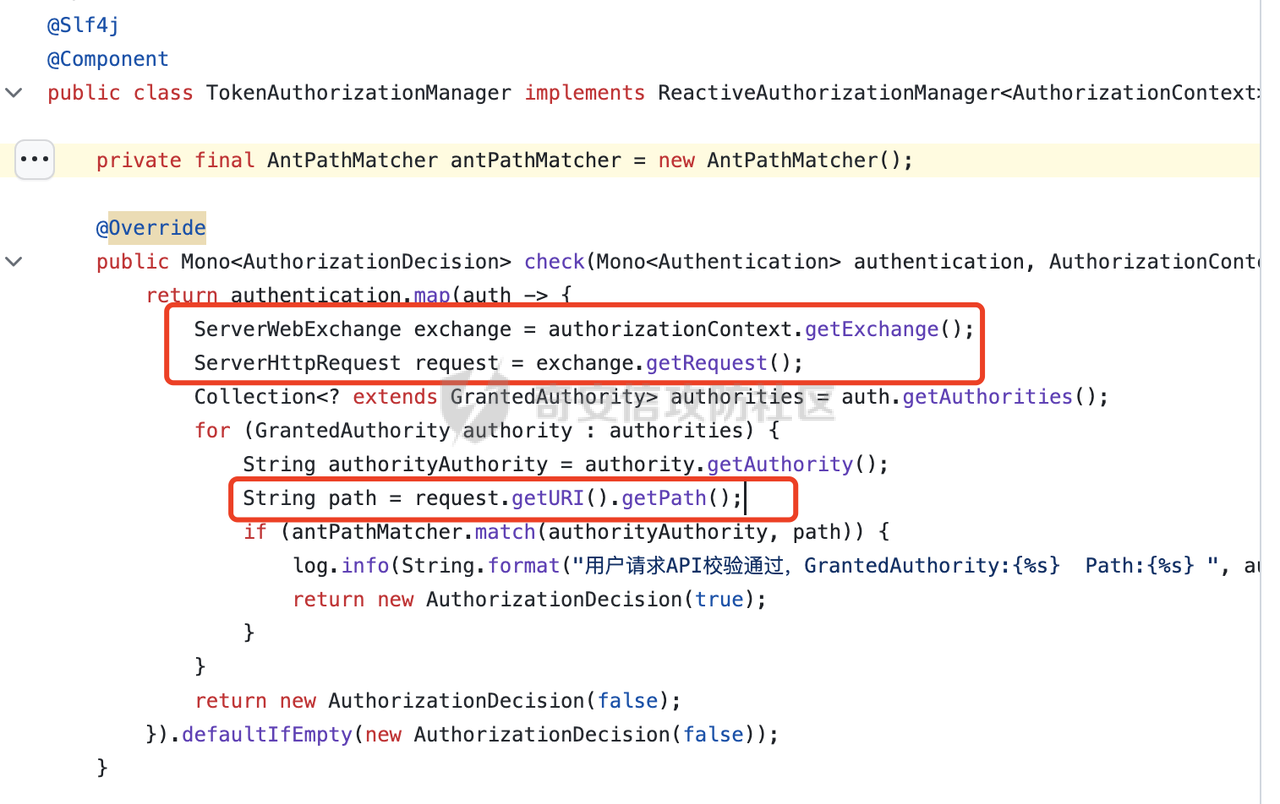 @Slf4j
@Component
public class TokenAuthorizationManager implements ReactiveAuthorizationManager<AuthorizationContext>
private final AntPathMatcher antPathMatcher = new AntPathMatcher();
@Override
public Mono<AuthorizationDecision> check(Mono<Authentication> authentication, AuthorizationConte
return authentication.map(auth -> {
ServerWebExchange exchange = authorizationContext.getExchange();
ServerHttpRequest request = exchange.getRequest();
Collection<? extends GrantedAuthority> authorities = auth.getAuthorities();
奇安信攻防社区
for (GrantedAuthority authority : authorities) {
String authorityAuthority = authority.getAuthority();
String path = request.getURI().getPath();
if (antPathMatcher.match(authorityAuthority, path)) {
log.info(String.format("用户请求API校验通过，GrantedAuthority:{%s}  Path:{%s} ", au
return new AuthorizationDecision(true);
}
}
return new AuthorizationDecision(false);
}).defaultIfEmpty(new AuthorizationDecision(false));
}